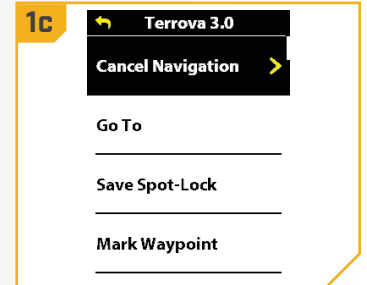 1c
Terrova 3.0
Cancel Navigation
Go To
Save Spot-Lock
Mark Waypoint